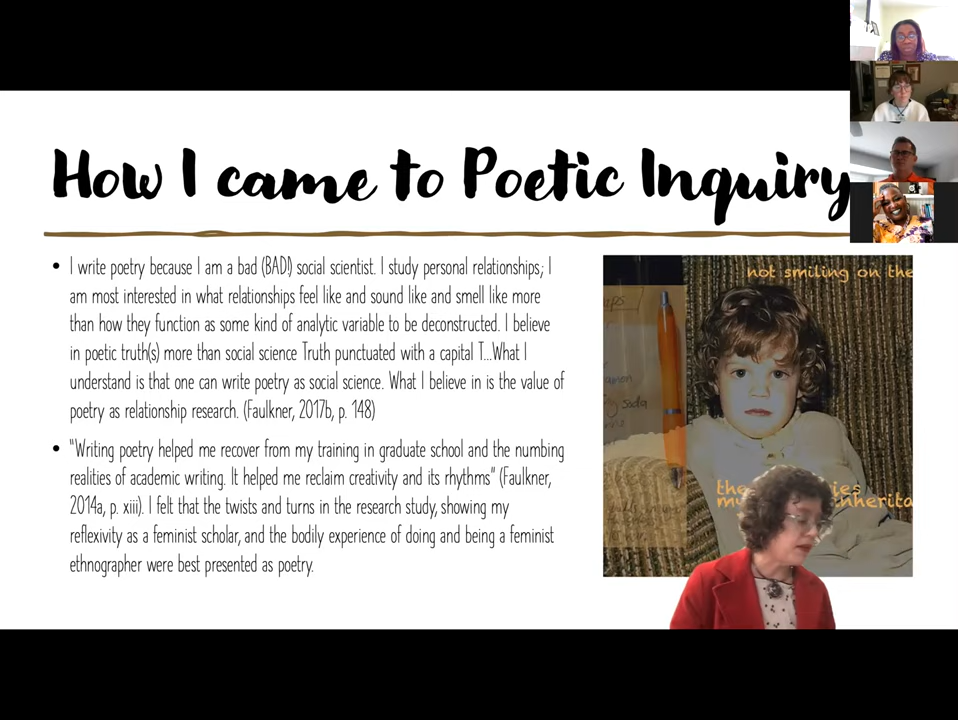 How I came to Poetic Inquiry
• I write poetry because I am a bad (BAD!) social scientist. I study personal relationships; I
am most interested in what relationships feel like and sound like and smell like more
than how they function as some kind of analytic variable to be deconstructed. I believe
in poetic truth(s) more than social science Truth punctuated with a capital T...What I
understand is that one can write poetry as social science. What I believe in is the value of
poetry as relationship research. (Faulkner, 2017b, p. 148)
• "Writing poetry helped me recover from my training in graduate school and the numbing
realities of academic writing. It helped me reclaim creativity and its rhythms" (Faulkner,
2014a, p. xiii). I felt that the twists and turns in the research study, showing my
reflexivity as a feminist scholar, and the bodily experience of doing and being a feminist
ethnographer were best presented as poetry.
not smiling on the
soda